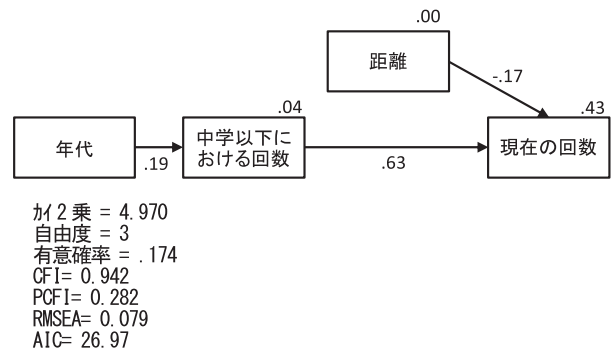 .00
距離
-.17
.04
.43
年代
.19
中学以下に
おける回数
.63
現在の回数
カイ2乗 = 4.970
自由度 = 3
有意確率 = .174
CFI= 0.942
PCFI= 0.282
RMSEA= 0.079
AIC= 26.97